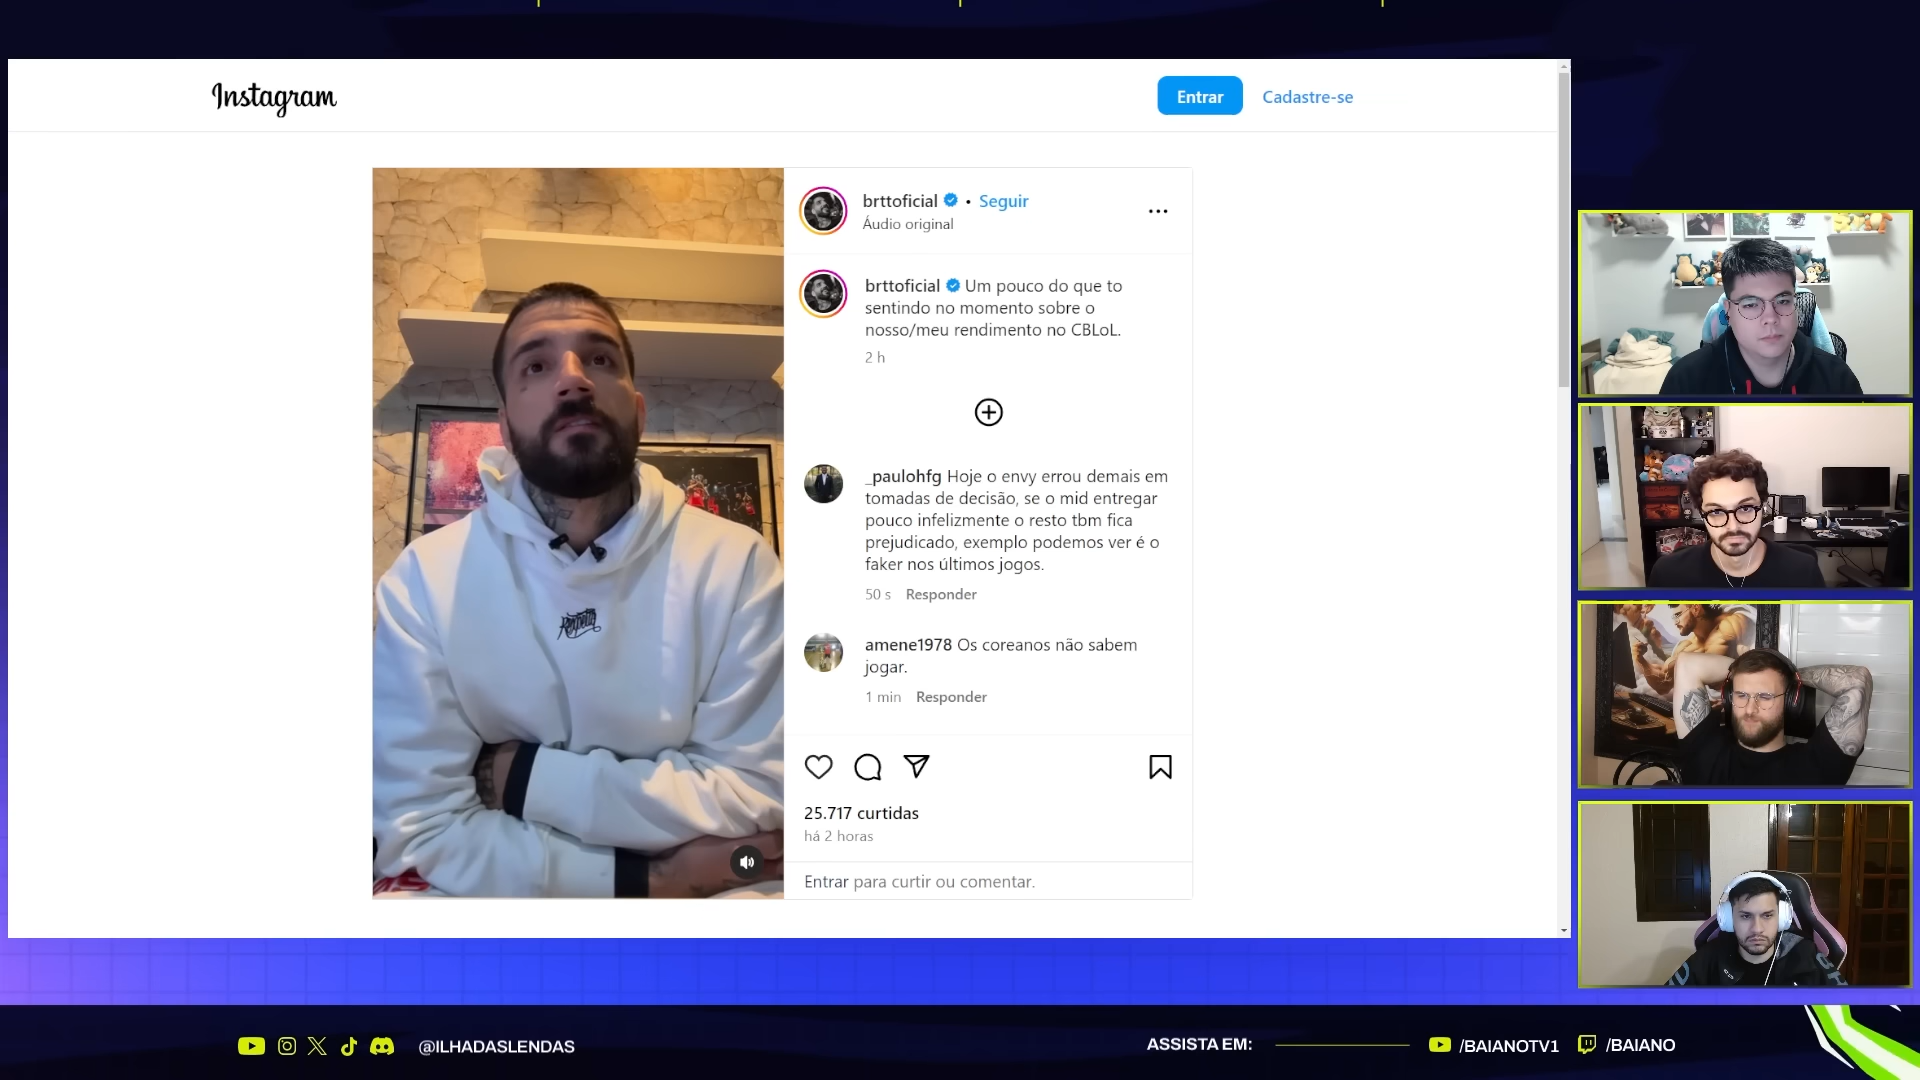 Instagram
Entrar
Cadastre-se
brttoficial • Seguir
Áudio original
brttoficial Um pouco do que to
sentindo no momento sobre o
nosso/meu rendimento no CBLoL.
2 h
_paulohfg Hoje o envy errou demais em
tomadas de decisão, se o mid entregar
pouco infelizmente o resto tbm fica
prejudicado, exemplo podemos ver é o
faker nos últimos jogos.
50 s Responder
amene1978 Os coreanos não sabem
jogar.
1 min Responder
25.717 curtidas
há 2 horas
Entrar para curtir ou comentar.
@ILHADASLENDAS
ASSISTA EM:
/BAIANOTV1
/BAIANO